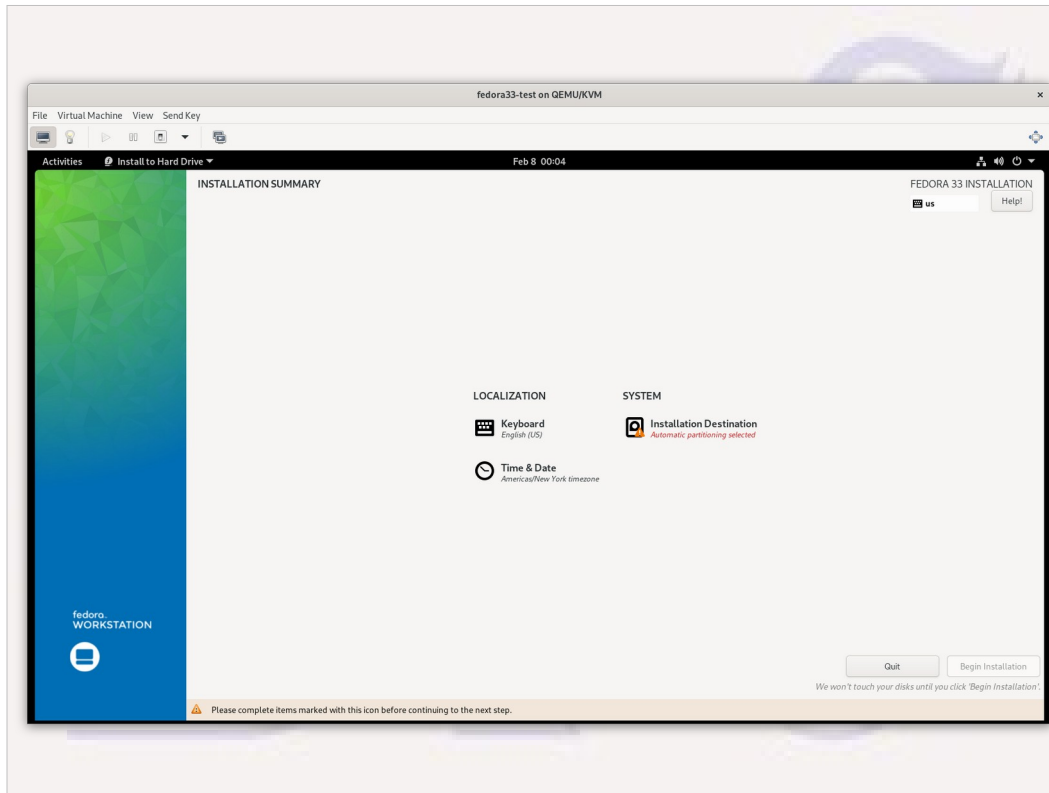 fedora33-test on QEMU/KVM
File Virtual Machine View Send Key
Activities Install to Hard Drive Feb 8 00:04
INSTALLATION SUMMARY
FEDORA 33 INSTALLATION
us Help!
LOCALIZATION SYSTEM
Keyboard
English (US)
Installation Destination
Automatic partitioning selected
Time & Date
Americas/New York timezone
fedora.
WORKSTATION
Quit Begin Installation
We won't touch your disks until you click 'Begin Installation'.
Please complete items marked with this icon before continuing to the next step.